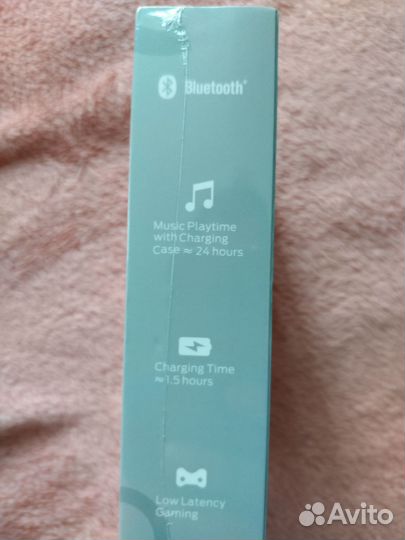 Bluetooth®
Music Playtime
with Charging
Case ≈ 24 hours
Charging Time
≈1.5 hours
Low Latency
Gaming
Avito